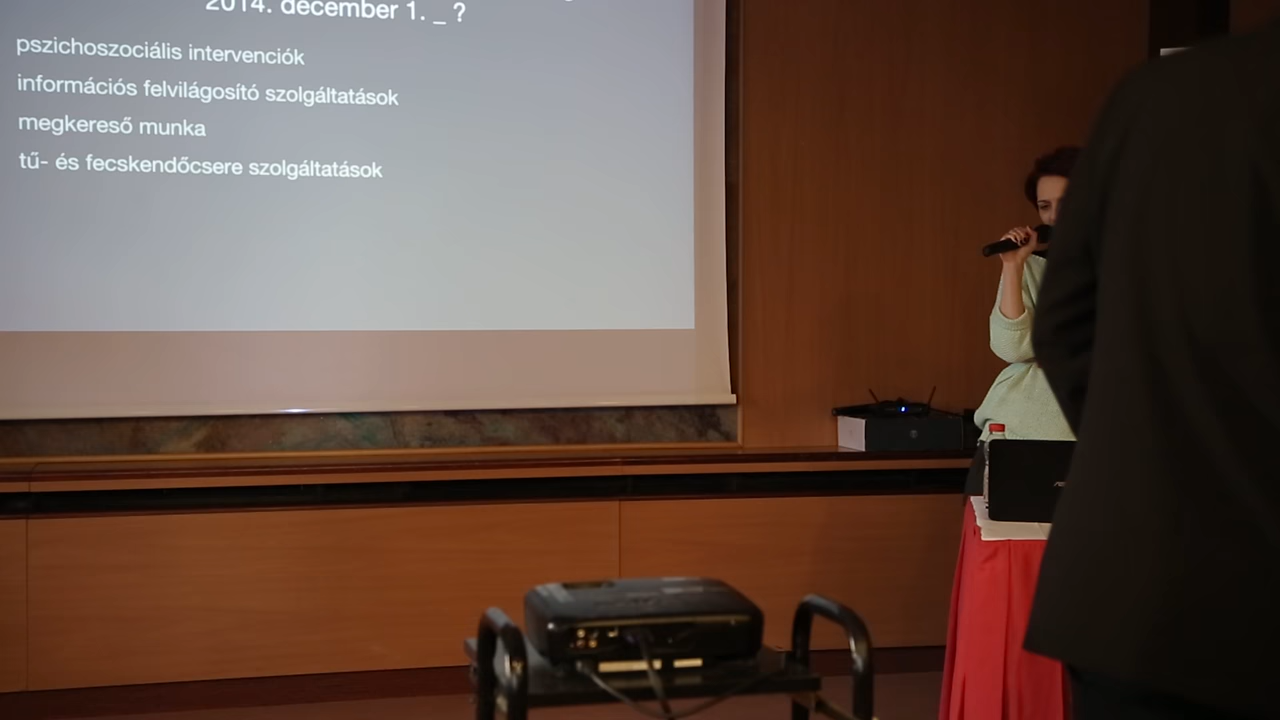 2014. december 1. _ ?
pszichoszociális intervenciók
információs felvilágosító szolgáltatások
megkereső munka
tű- és fecskendőcsere szolgáltatások